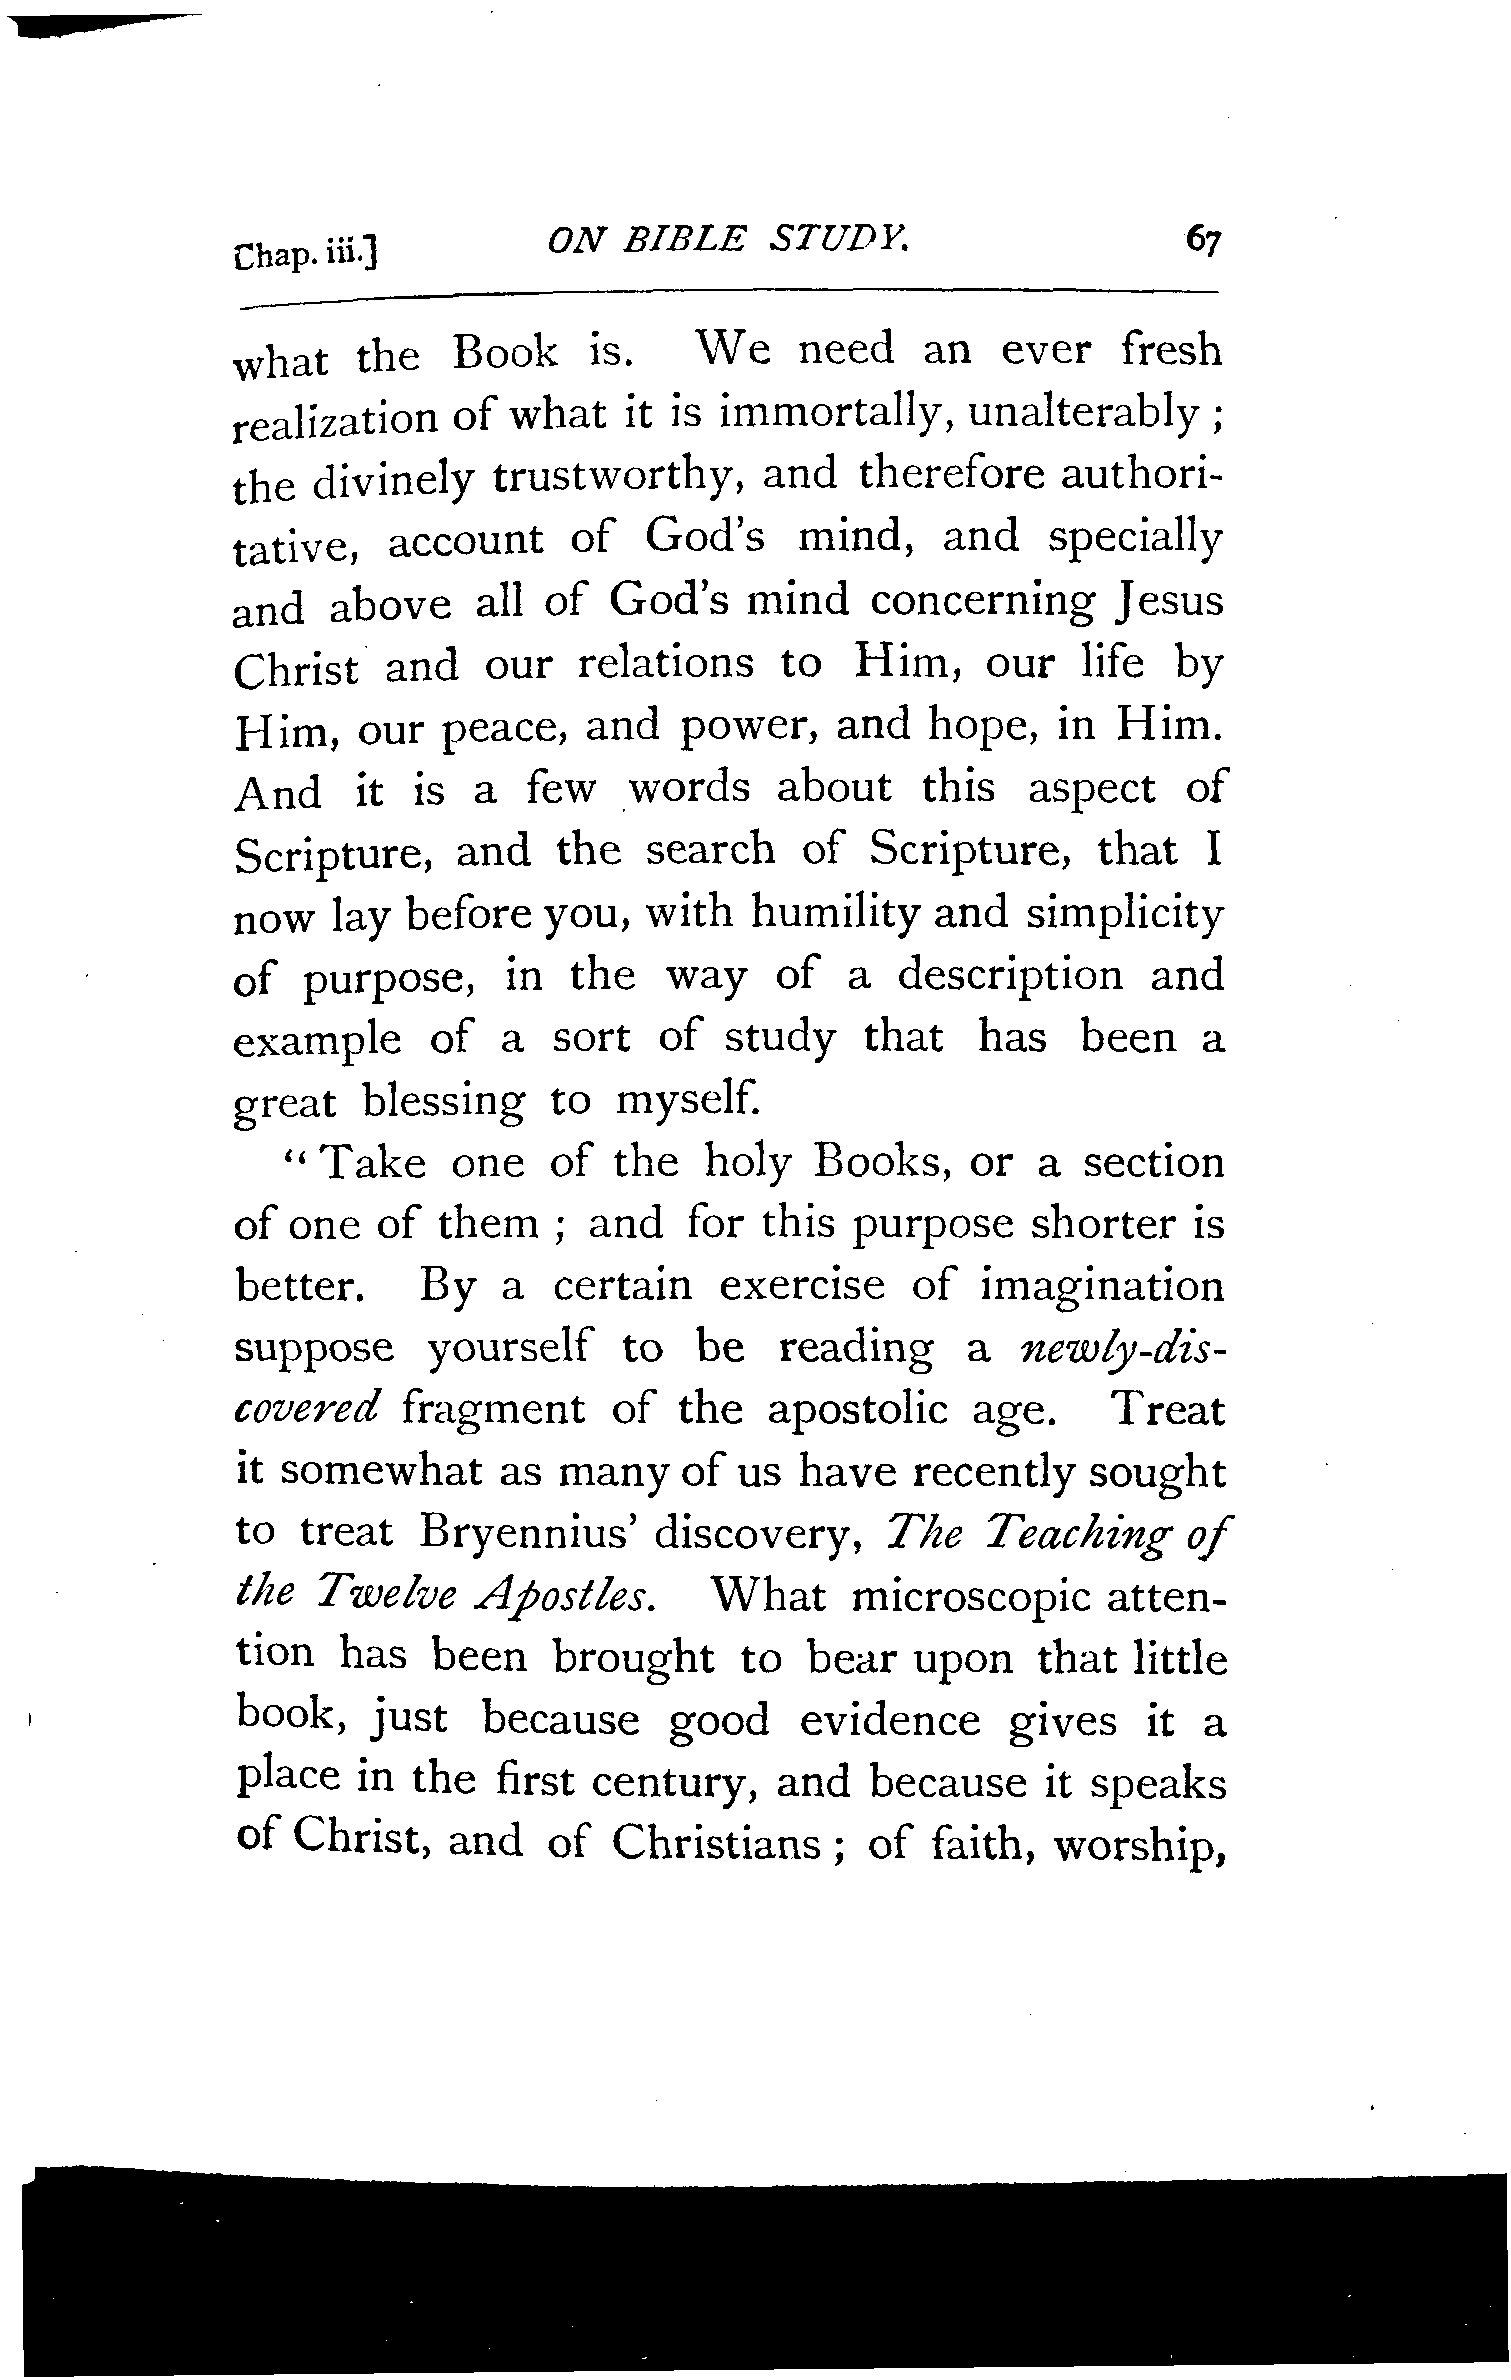 Chap. iii.] ON BIBLE STUDY. 67
what the Book is. We need an ever fresh
realization of what it is immortally, unalterably ;
the divinely trustworthy, and therefore authori-
tative, account of God's mind, and specially
and above all of God's mind concerning Jesus
Christ and our relations to Him, our life by
Him, our peace, and power, and hope, in Him.
And it is a few words about this aspect of
Scripture, and the search of Scripture, that I
now lay before you, with humility and simplicity
of purpose, in the way of a description and
example of a sort of study that has been a
great blessing to myself.
“ Take one of the holy Books, or a section
of one of them ; and for this purpose shorter is
better. By a certain exercise of imagination
suppose yourself to be reading a newly-dis-
covered fragment of the apostolic age. Treat
it somewhat as many of us have recently sought
to treat Bryennius' discovery, The Teaching of
the Twelve Apostles. What microscopic atten-
tion has been brought to bear upon that little
book, just because good evidence gives it a
place in the first century, and because it speaks
of Christ, and of Christians ; of faith, worship,